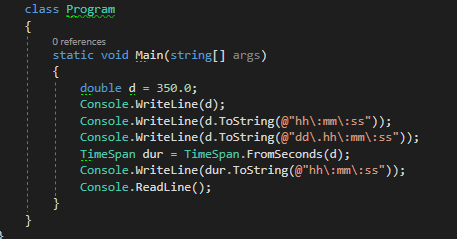 class Program
{
0 references
static void Main(string[] args)
{
double d = 350.0;
Console.WriteLine(d);
Console.WriteLine(d.ToString(@"hh\:mm\:ss"));
Console.WriteLine(d.ToString(@"dd\.hh\:mm\:ss"));
TimeSpan dur = TimeSpan.FromSeconds(d);
Console.WriteLine(dur.ToString(@"hh\:mm\:ss"));
Console.ReadLine();
}
}
}